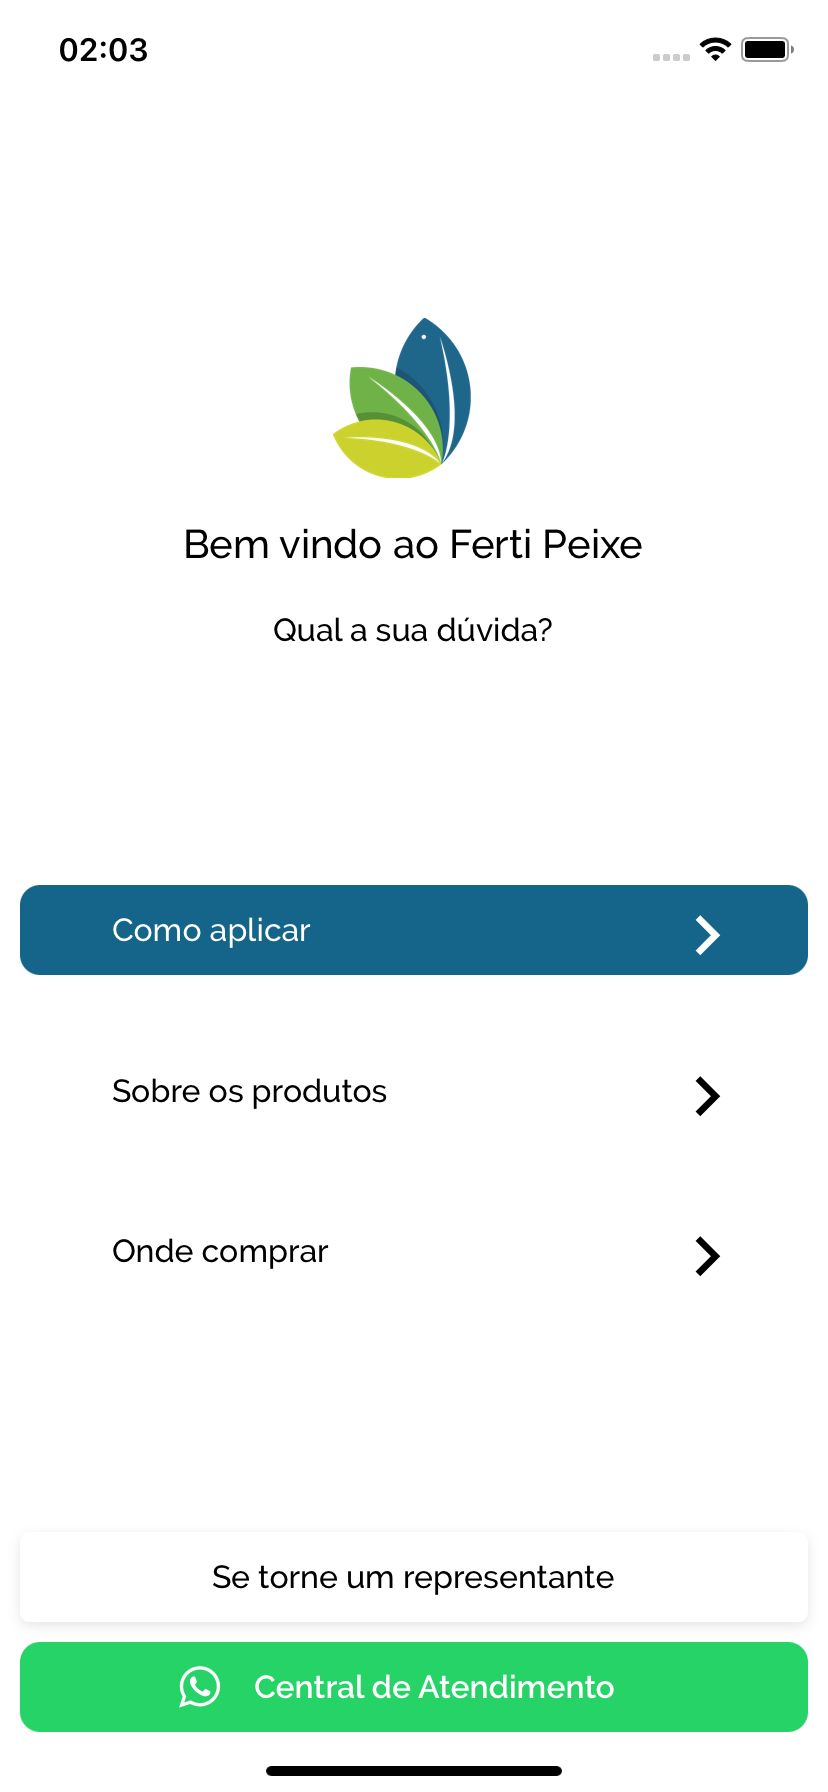 02:03
Bem vindo ao Ferti Peixe
Qual a sua dúvida?
Como aplicar
Sobre os produtos
Onde comprar
Se torne um representante
Central de Atendimento